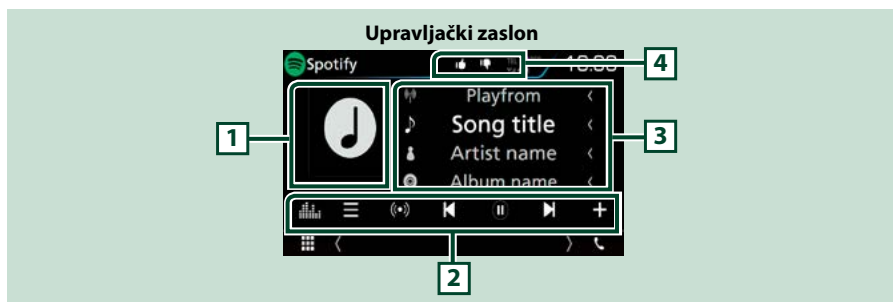 Upravljački zaslon
Spotify
4
Playfrom
1
Song title
3
Artist name
Album name
2